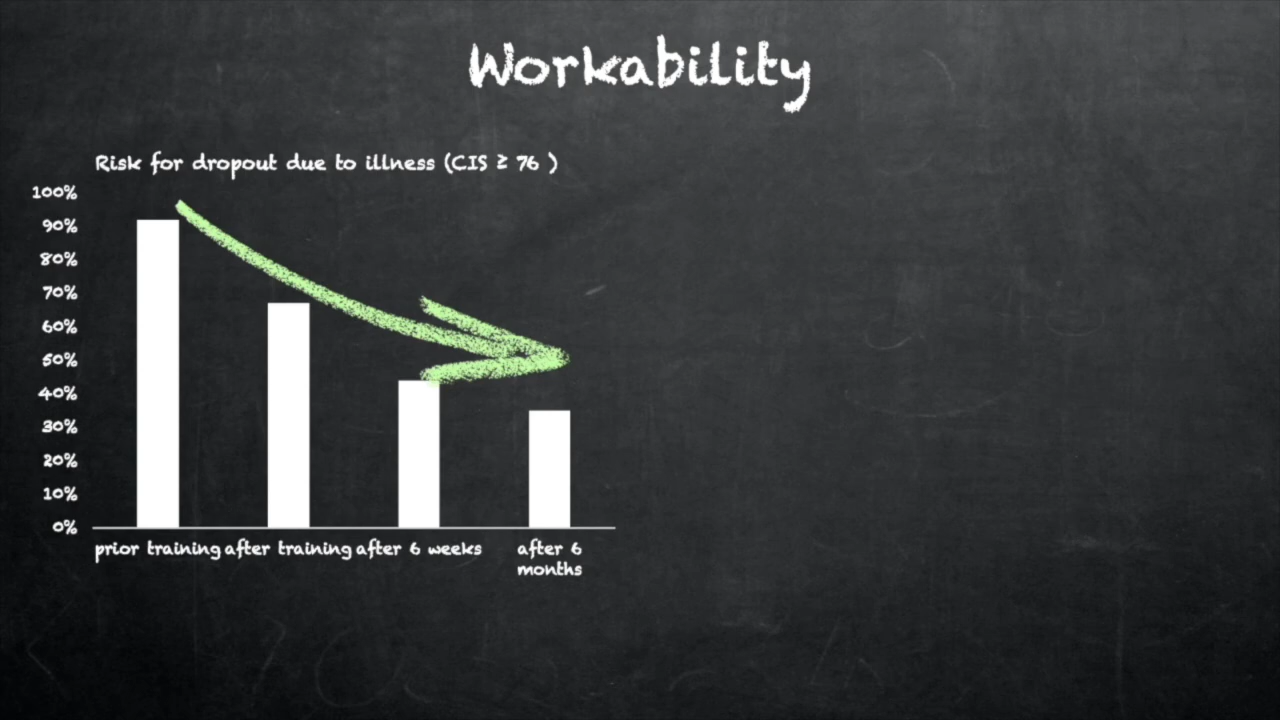 Workability
Risk for dropout due to illness (CIS ≥ 76 )
100%
90%
80%
70%
60%
50%
40%
30%
20%
10%
0%
prior training after training after 6 weeks after 6
months